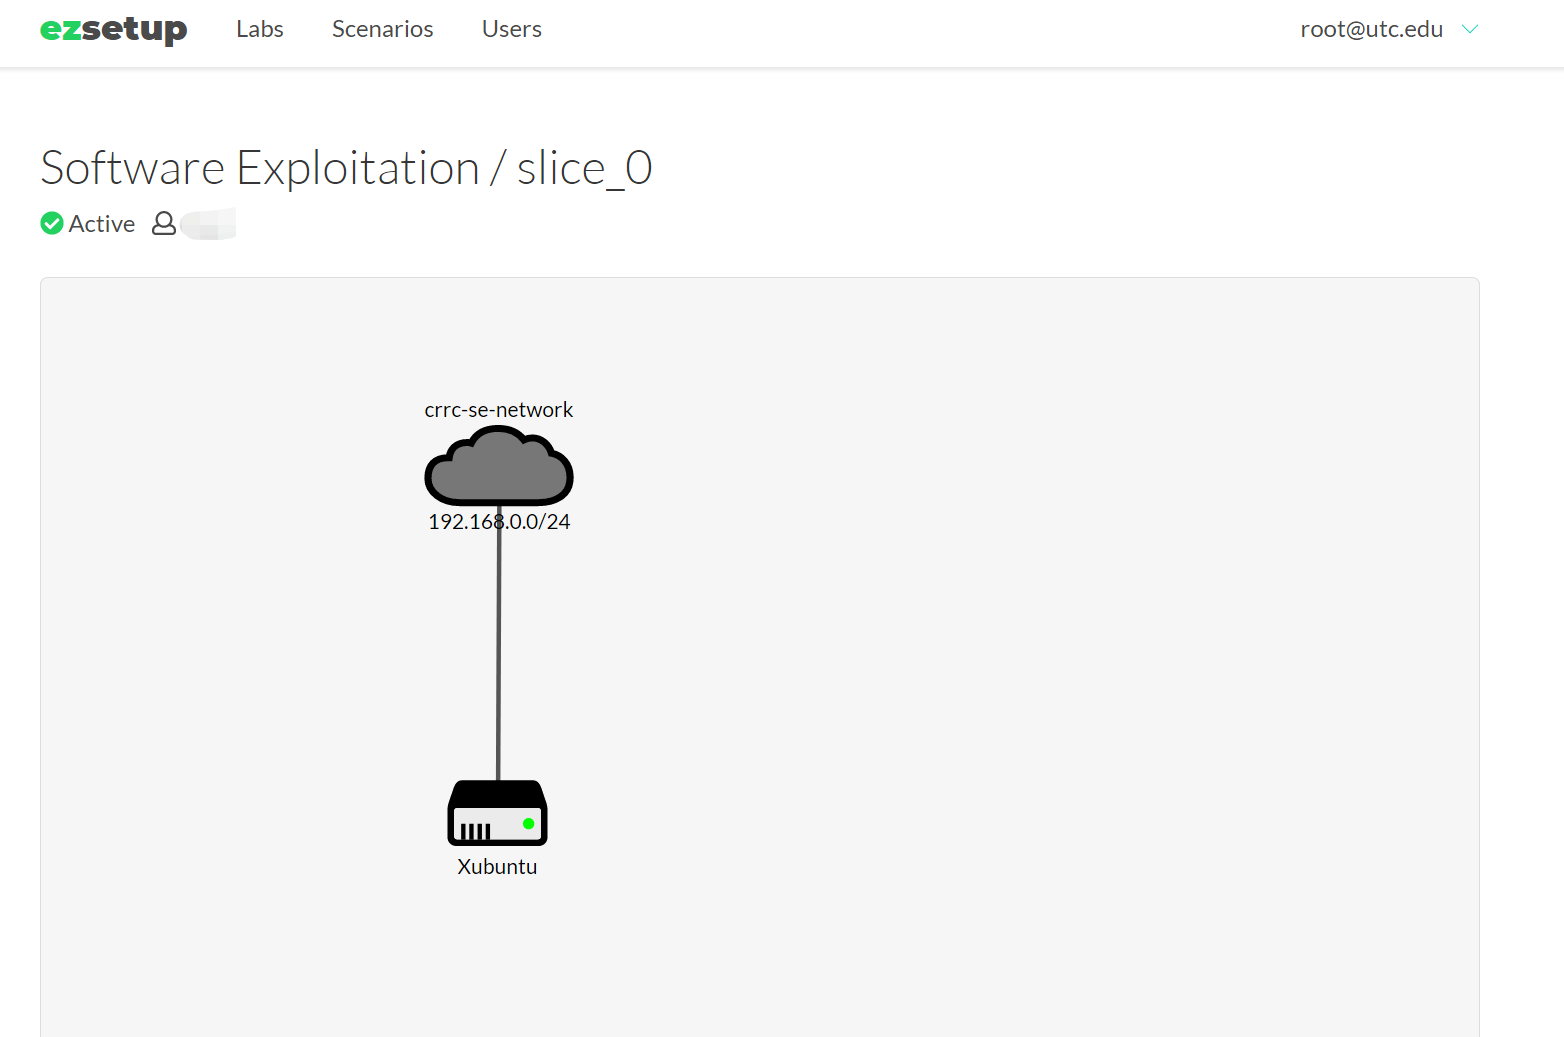 ezsetup Labs Scenarios Users root@utc.edu
Software Exploitation / slice_0
Active
crrc-se-network
192.168.0.0/24
Xubuntu